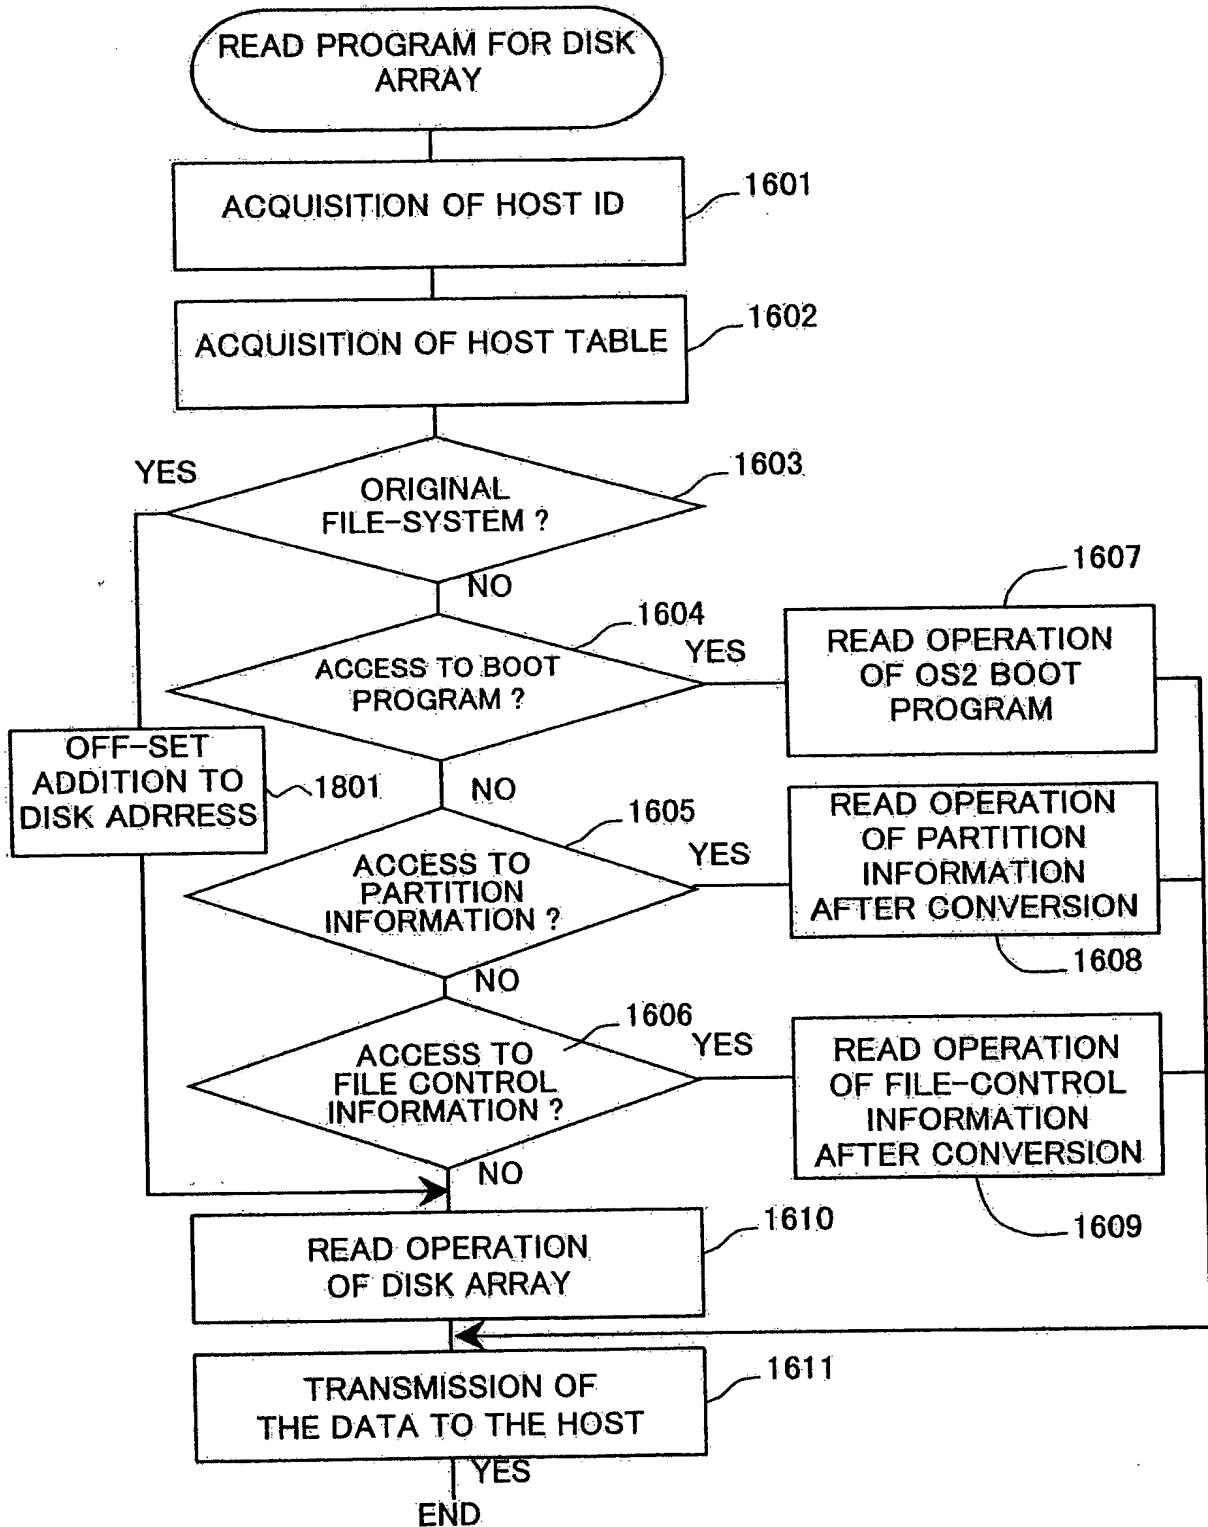 READ PROGRAM FOR DISK
ARRAY
ACQUISITION OF HOST ID
1601
ACQUISITION OF HOST TABLE
1602
YES
ORIGINAL
FILE-SYSTEM ?
1603
NO
1604
ACCESS TO BOOT
PROGRAM ?
YES
1607
READ OPERATION
OF OS2 BOOT
PROGRAM
OFF-SET
ADDITION TO
DISK ADRRESS
1801
NO
1605
ACCESS TO
PARTITION
INFORMATION ?
YES
READ OPERATION
OF PARTITION
INFORMATION
AFTER CONVERSION
1608
NO
1606
ACCESS TO
FILE CONTROL
INFORMATION ?
YES
READ OPERATION
OF FILE-CONTROL
INFORMATION
AFTER CONVERSION
1609
NO
READ OPERATION
OF DISK ARRAY
1610
TRANSMISSION OF
THE DATA TO THE HOST
1611
YES
END